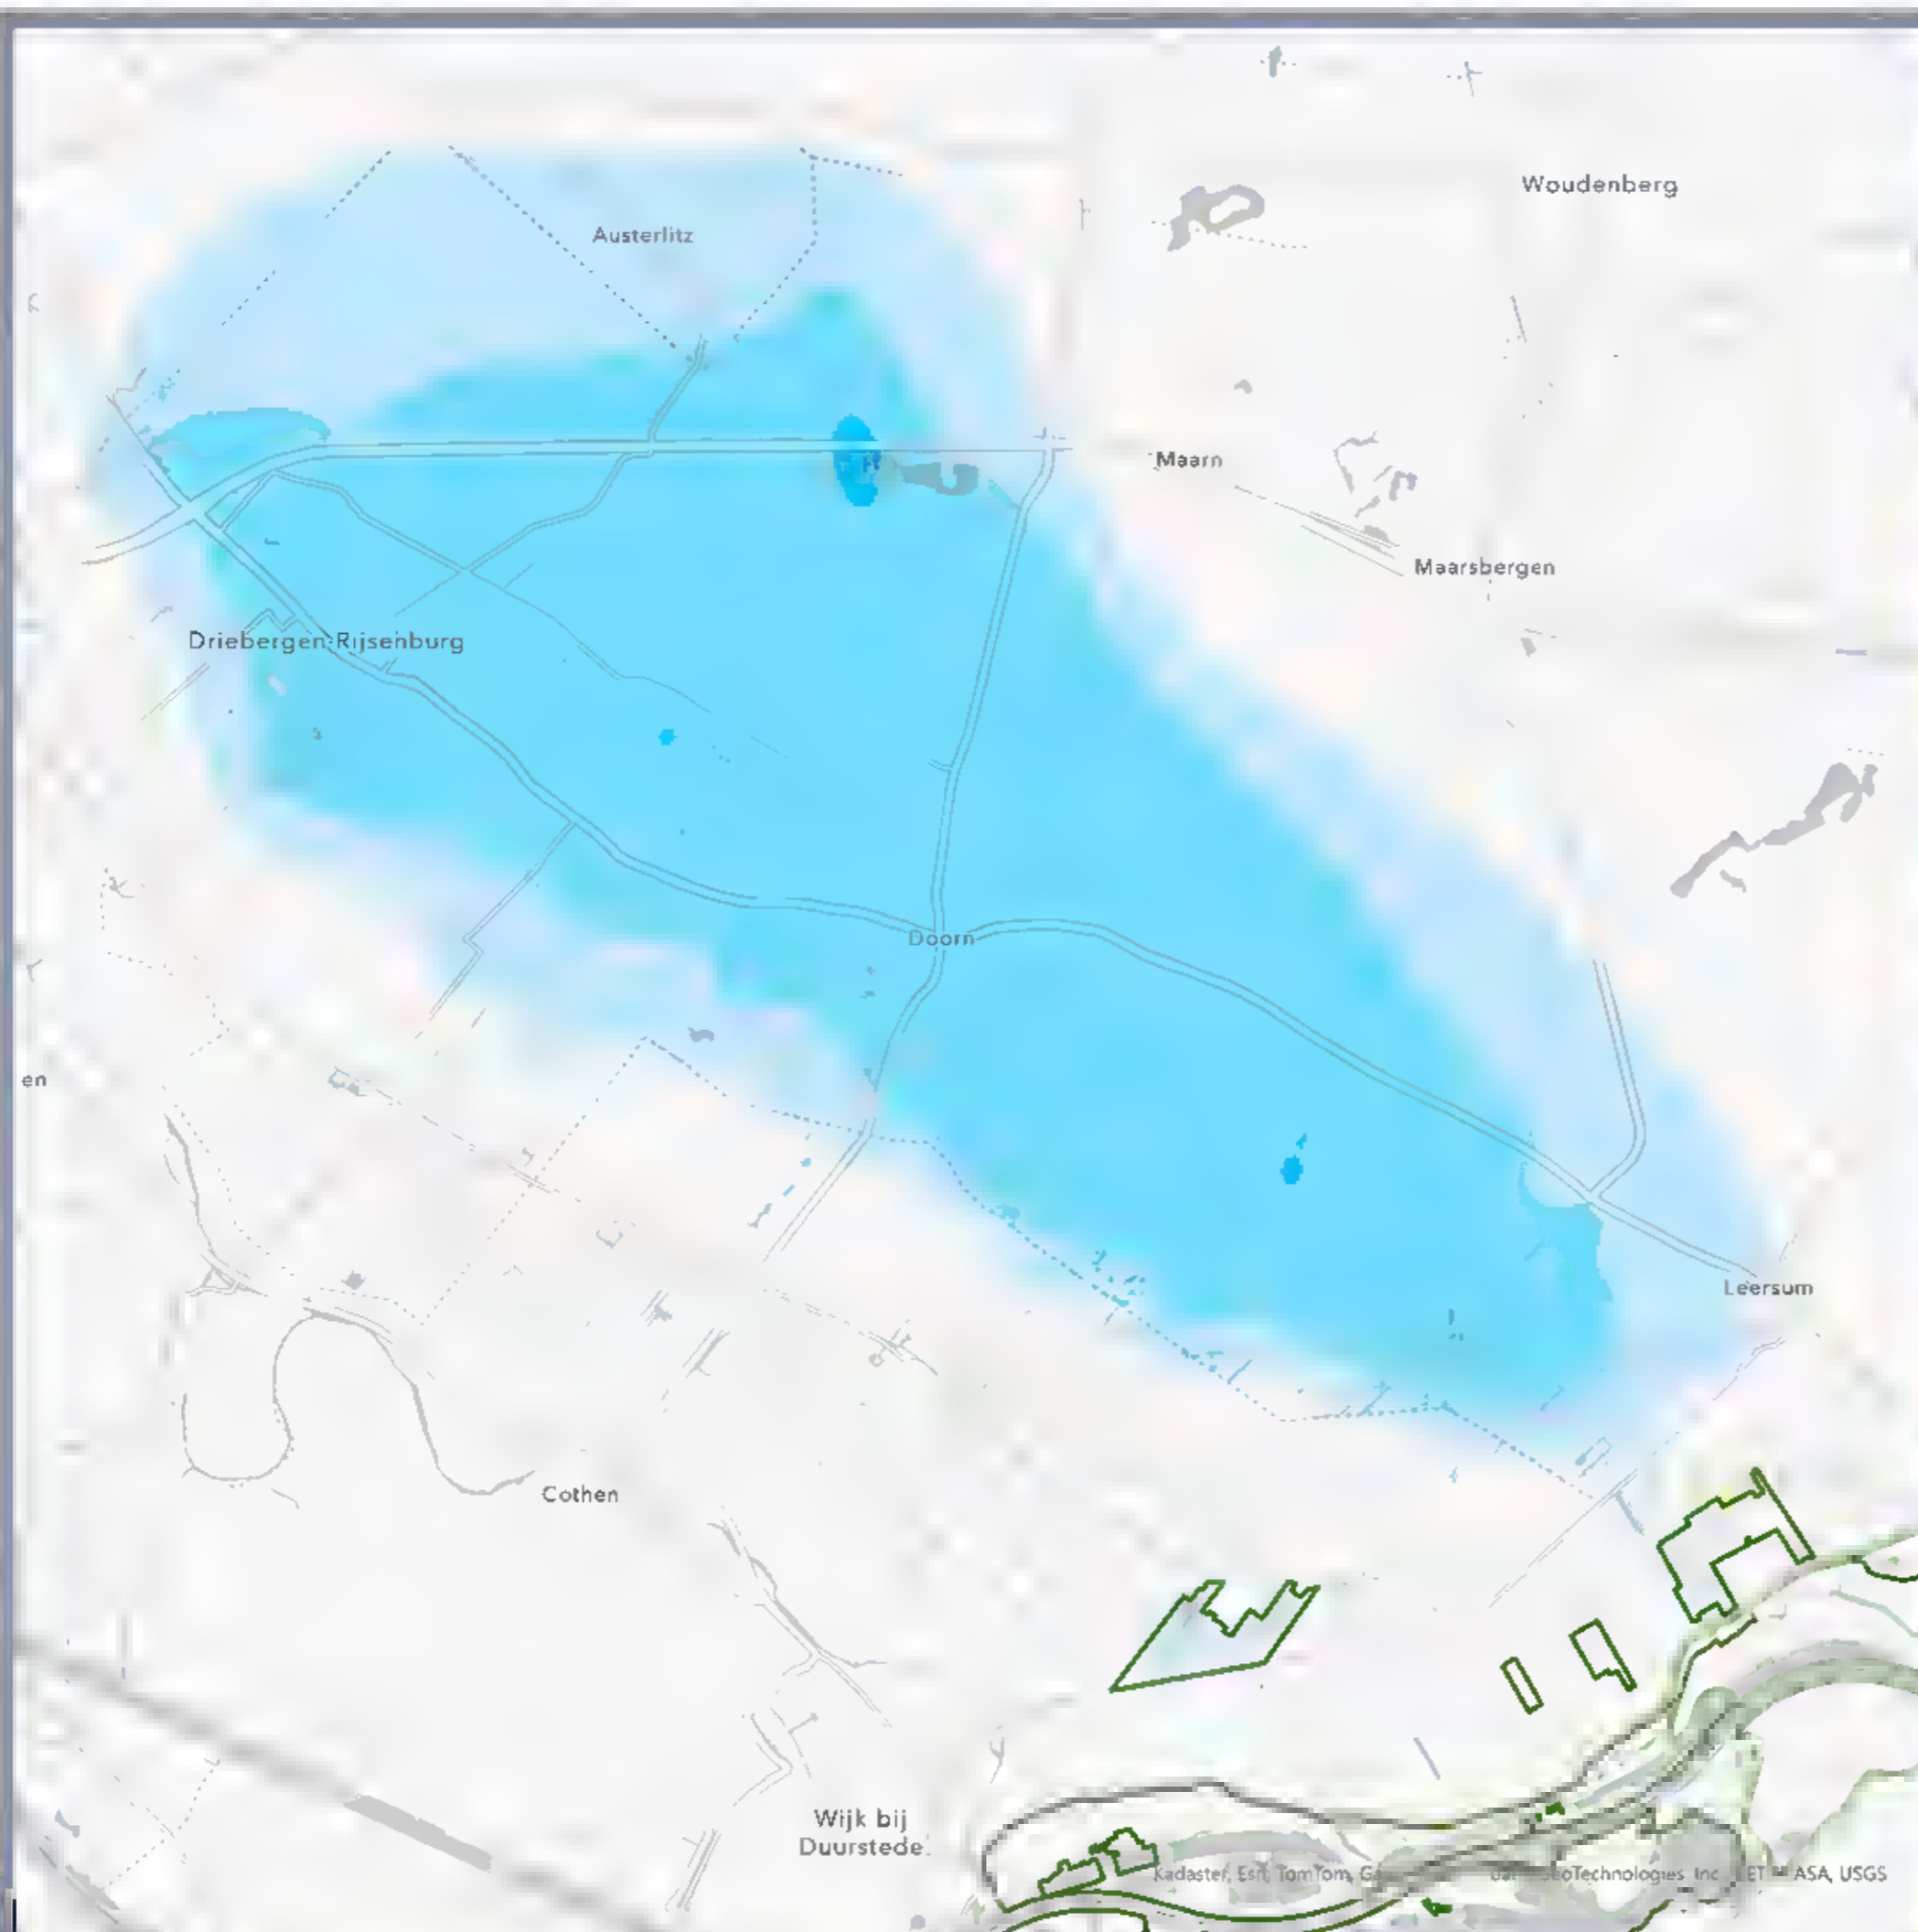 Woudenberg
Austerlitz
Maarn
Maarsbergen
Driebergen-Rijsenburg
Doorn
en
Leersum
Cothen
Wijk bij
Duurstede
Kadaster, Esri, TomTom, GeoTechnologies, Inc ASA, USGS